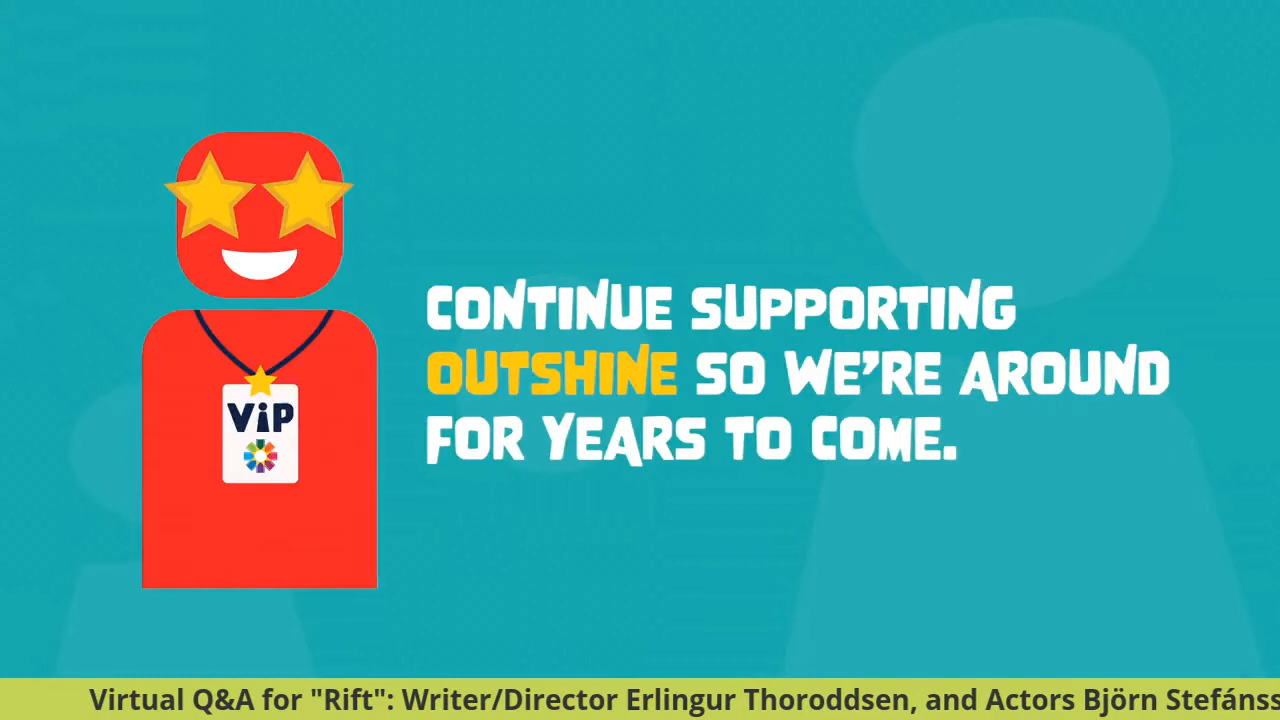 ViP
CONTINUE SUPPORTING
OUTSHINE SO WE'RE AROUND
FOR YEARS TO COME.
Virtual Q&A for "Rift": Writer/Director Erlingur Thoroddsen, and Actors Björn